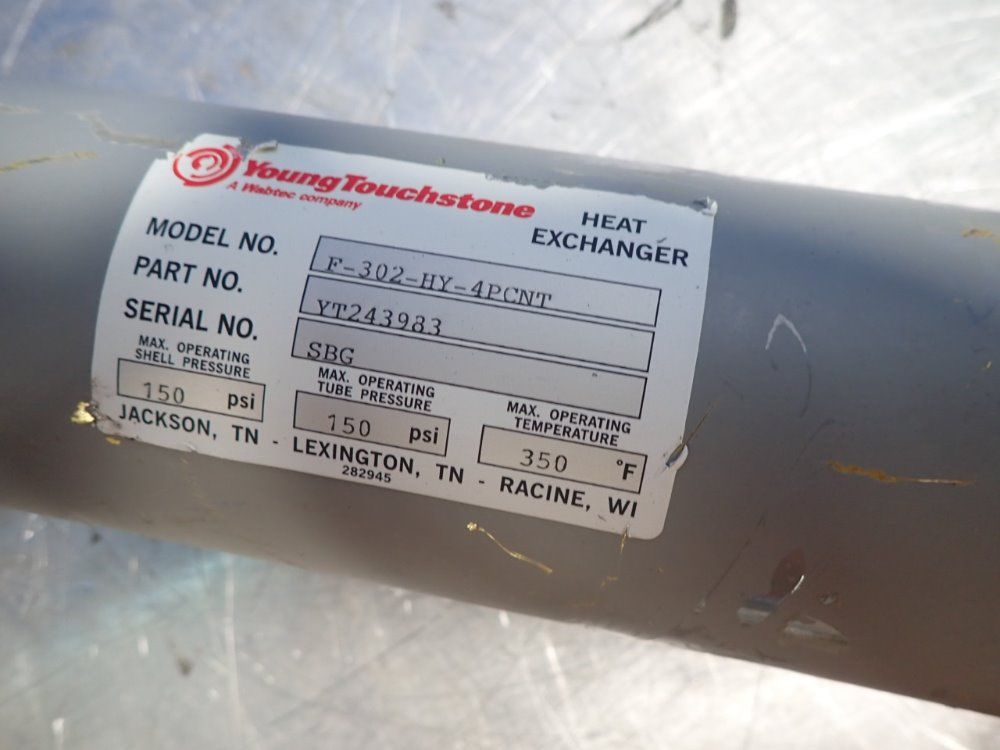 YoungTouchstone
A Wabtec company
HEAT
EXCHANGER
MODEL NO. F-302-HY-4PCNT
PART NO. YT243983
SERIAL NO. SBG
MAX. OPERATING
SHELL PRESSURE
150 psi
MAX. OPERATING
TUBE PRESSURE
150 psi
MAX. OPERATING
TEMPERATURE
350 °F
JACKSON, TN - LEXINGTON, TN - RACINE, WI
282945